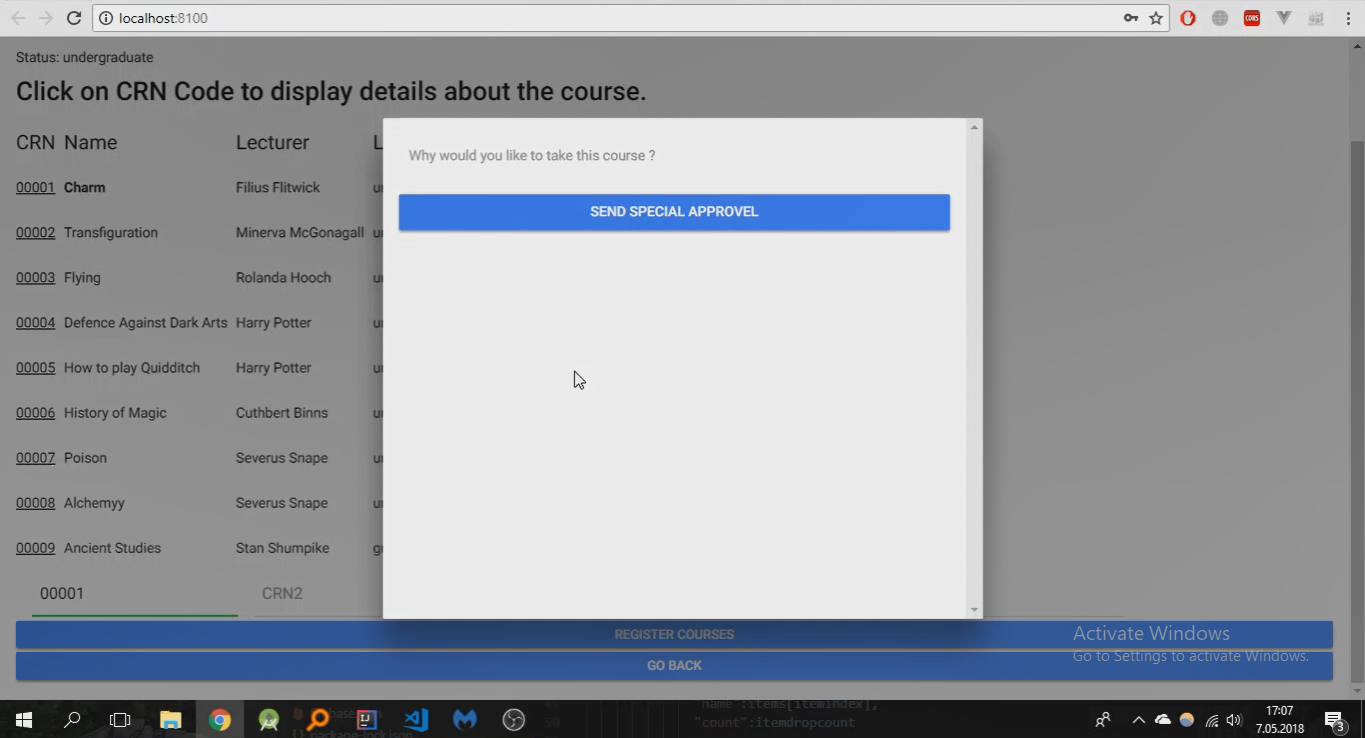 localhost:8100
CORS
Status: undergraduate
Click on CRN Code to display details about the course.
CRN Name Lecturer L
00001 Charm Filius Flitwick u
00002 Transfiguration Minerva McGonagall u
00003 Flying Rolanda Hooch u
00004 Defence Against Dark Arts Harry Potter u
00005 How to play Quidditch Harry Potter u
00006 History of Magic Cuthbert Binns u
00007 Poison Severus Snape u
00008 Alchemyy Severus Snape u
00009 Ancient Studies Stan Shumpike g
Why would you like to take this course ?
SEND SPECIAL APPROVEL
00001 CRN2
REGISTER COURSES
GO BACK
Activate Windows
Go to Settings to activate Windows.
name :items[itemindex],
"count":itemdropcount
package-lock.json
17:07
7.05.2018
3